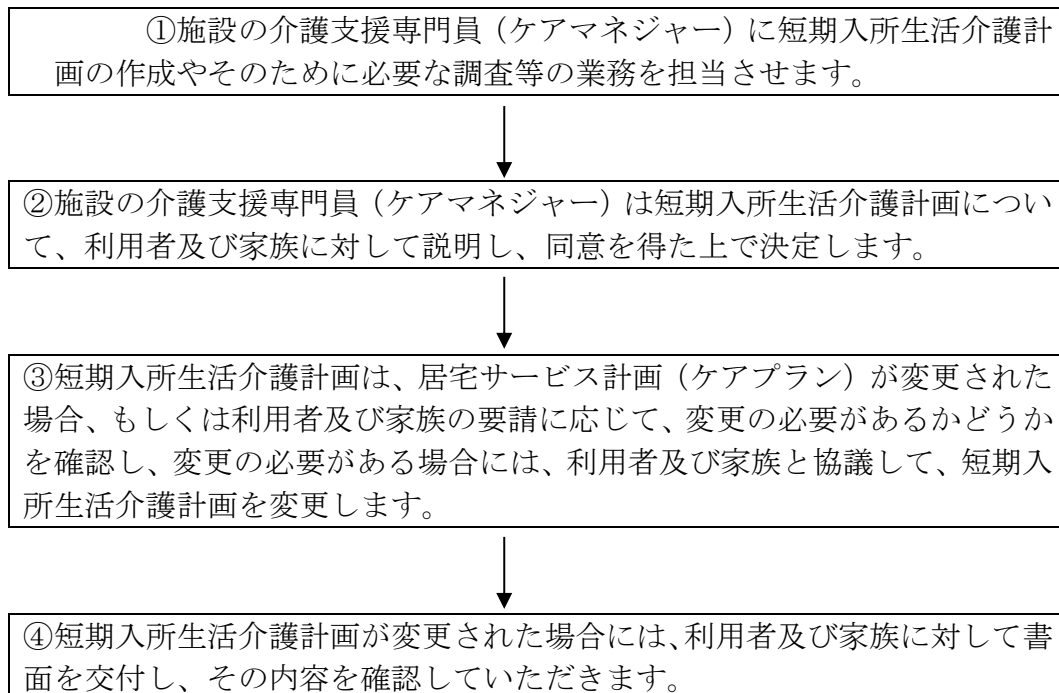 ①施設の介護支援専門員（ケアマネジャー）に短期入所生活介護計
画の作成やそのために必要な調査等の業務を担当させます。
②施設の介護支援専門員（ケアマネジャー）は短期入所生活介護計画につい
て、利用者及び家族に対して説明し、同意を得た上で決定します。
③短期入所生活介護計画は、居宅サービス計画（ケアプラン）が変更された
場合、もしくは利用者及び家族の要請に応じて、変更の必要があるかどうか
を確認し、変更の必要がある場合には、利用者及び家族と協議して、短期入
所生活介護計画を変更します。
④短期入所生活介護計画が変更された場合には、利用者及び家族に対して書
面を交付し、その内容を確認していただきます。